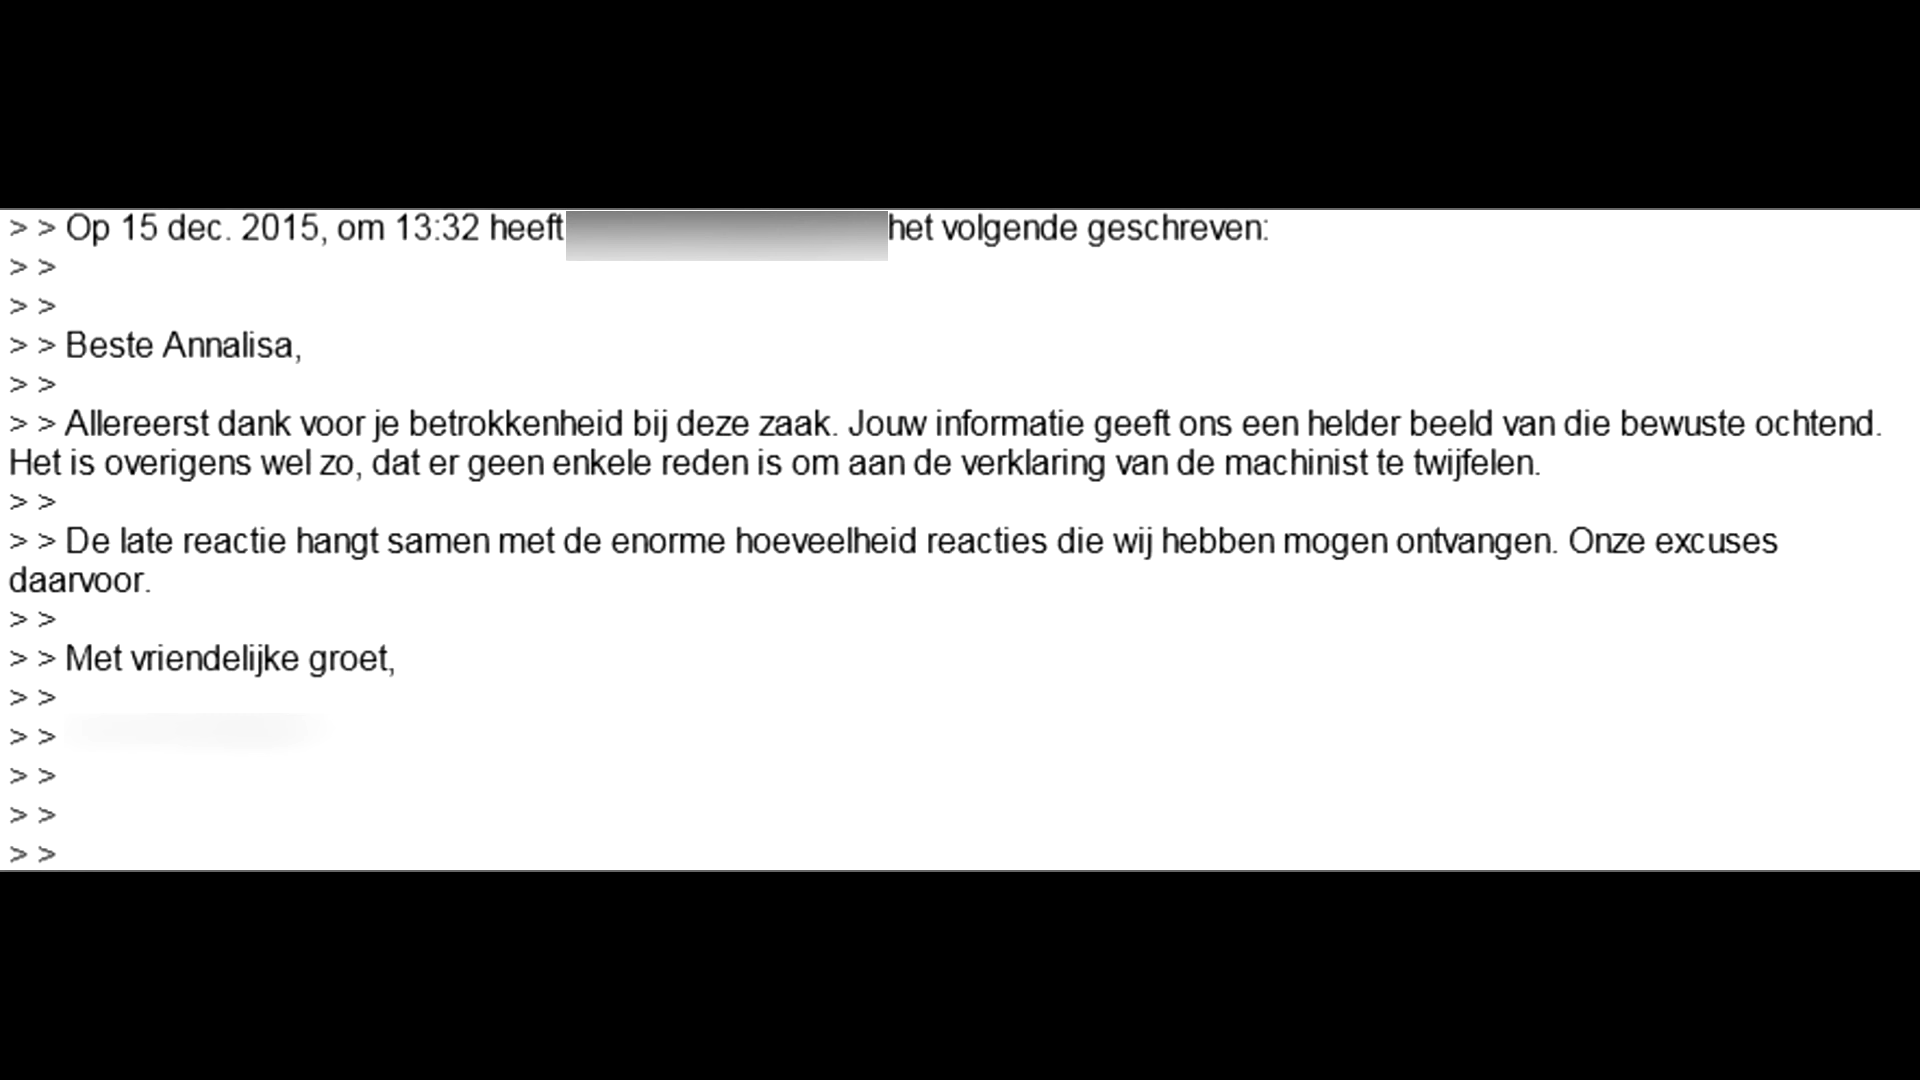 > > Op 15 dec. 2015, om 13:32 heeft het volgende geschreven:
> >
> >
> > Beste Annalisa,
> >
> > Allereerst dank voor je betrokkenheid bij deze zaak. Jouw informatie geeft ons een helder beeld van die bewuste ochtend.
Het is overigens wel zo, dat er geen enkele reden is om aan de verklaring van de machinist te twijfelen.
> >
> > De late reactie hangt samen met de enorme hoeveelheid reacties die wij hebben mogen ontvangen. Onze excuses
daarvoor.
> >
> > Met vriendelijke groet,
> >
> >
> >
> >
> >